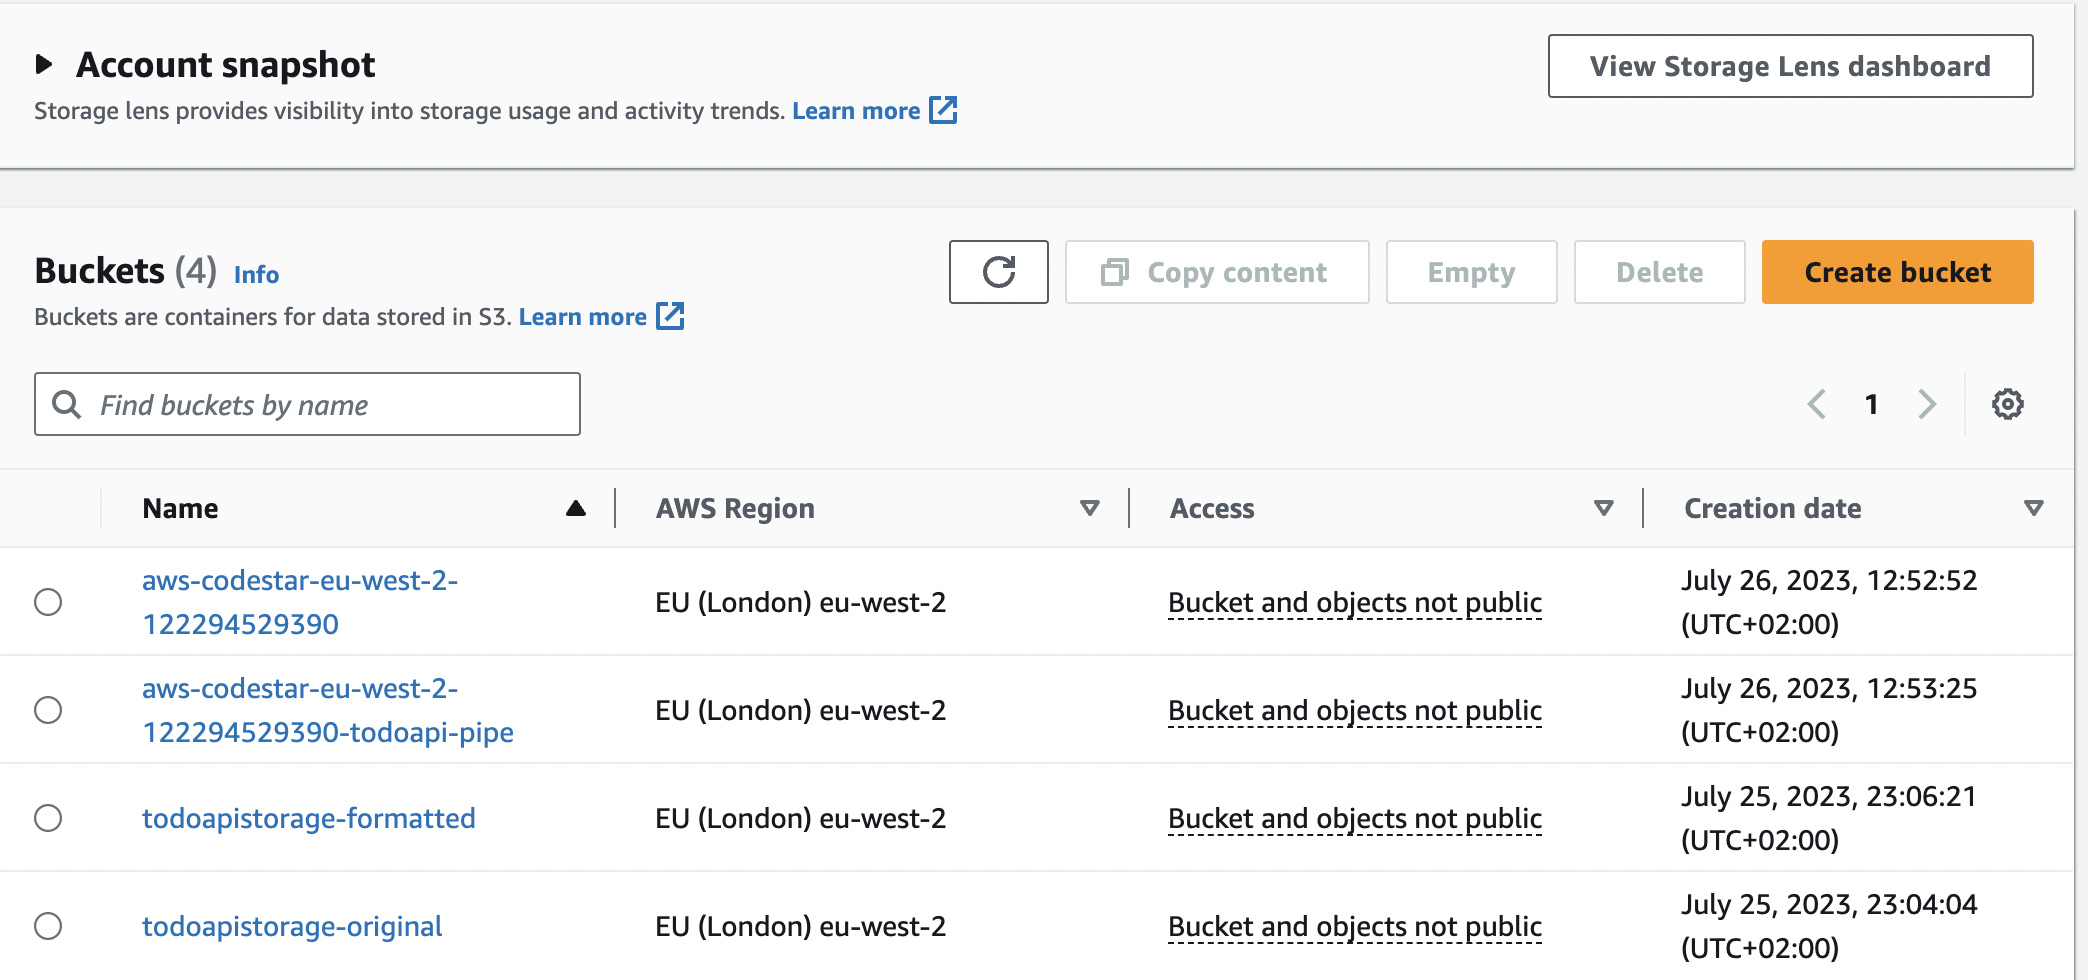 Account snapshot
View Storage Lens dashboard
Storage lens provides visibility into storage usage and activity trends. Learn more
Buckets (4) Info
Copy content
Empty
Delete
Create bucket
Buckets are containers for data stored in S3. Learn more
Find buckets by name
1
Name
AWS Region
Access
Creation date
aws-codestar-eu-west-2-
122294529390
EU (London) eu-west-2
Bucket and objects not public
July 26, 2023, 12:52:52
(UTC+02:00)
aws-codestar-eu-west-2-
122294529390-todoapi-pipe
EU (London) eu-west-2
Bucket and objects not public
July 26, 2023, 12:53:25
(UTC+02:00)
todoapistorage-formatted
EU (London) eu-west-2
Bucket and objects not public
July 25, 2023, 23:06:21
(UTC+02:00)
todoapistorage-original
EU (London) eu-west-2
Bucket and objects not public
July 25, 2023, 23:04:04
(UTC+02:00)